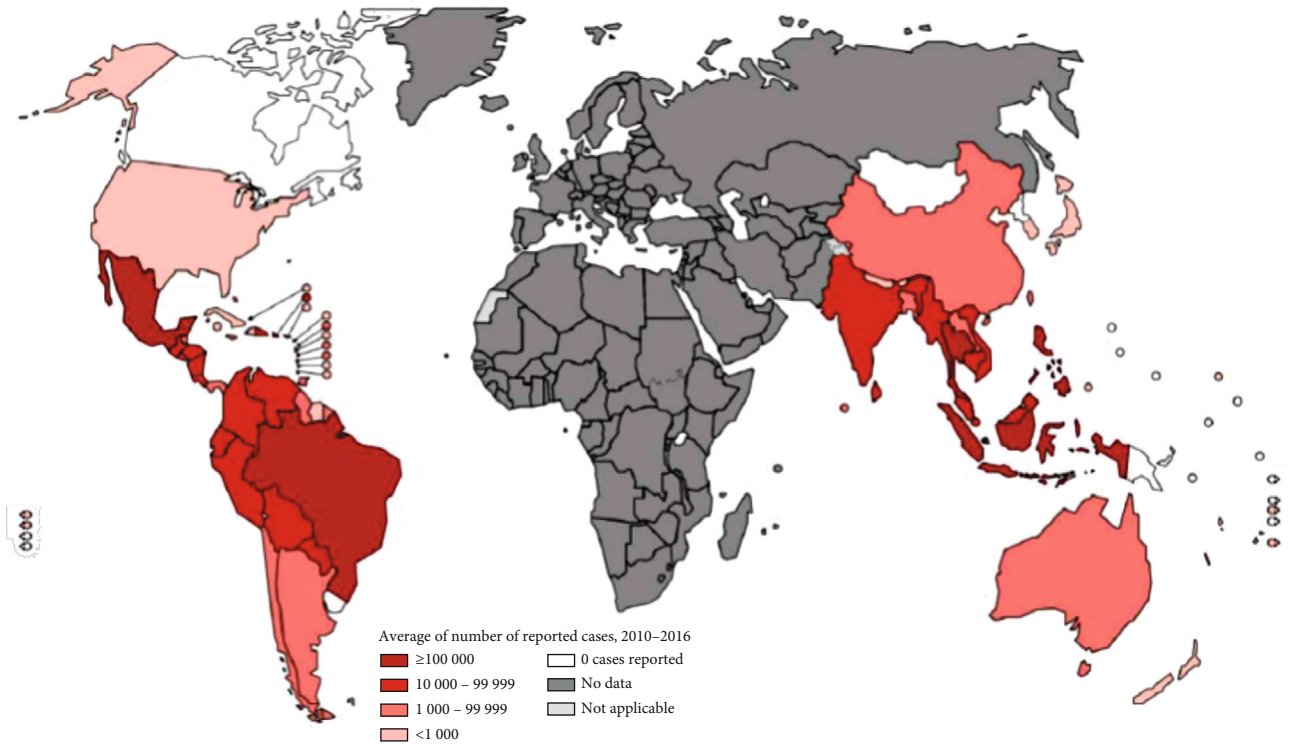 Average of number of reported cases, 2010–2016
≥100 000
10 000 – 99 999
1 000 – 99 999
<1 000
0 cases reported
No data
Not applicable